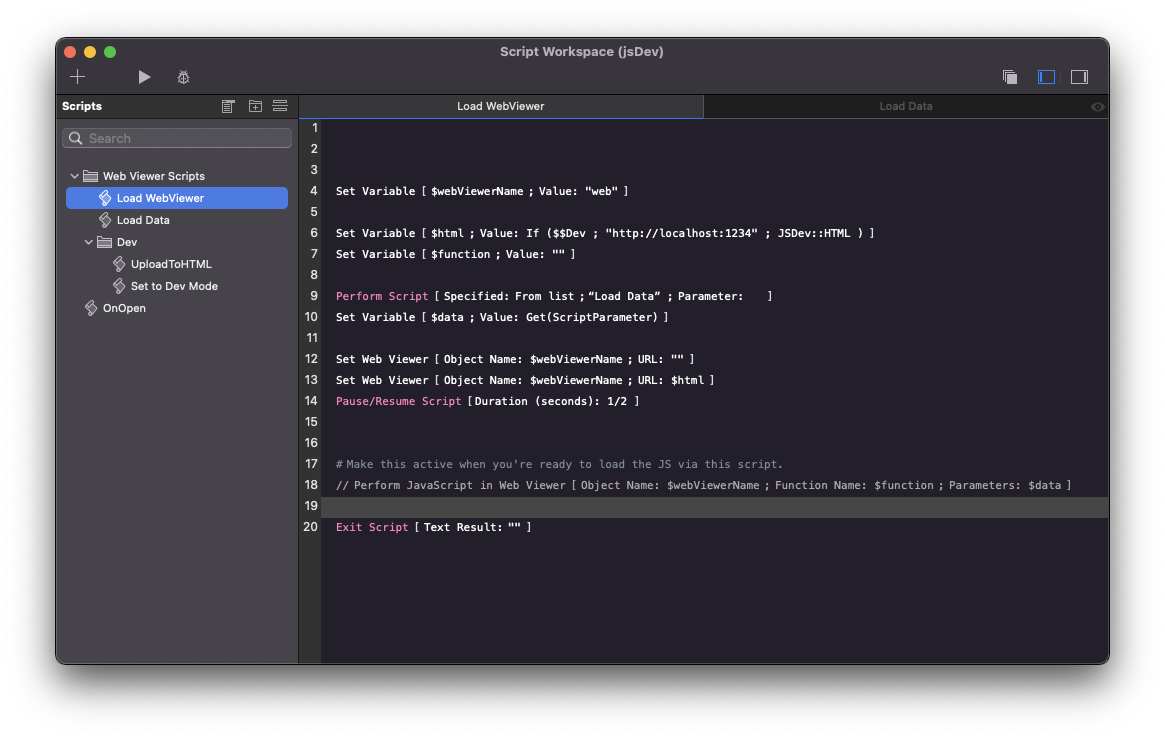 Script Workspace (jsDev)
Scripts
Load WebViewer
Load Data
Search
Web Viewer Scripts
Load WebViewer
Load Data
Dev
UploadToHTML
Set to Dev Mode
OnOpen
1
2
3
4 Set Variable [ $webViewerName ; Value: "web" ]
5
6 Set Variable [ $html ; Value: If ($$Dev ; "http://localhost:1234" ; JSDev::HTML ) ]
7 Set Variable [ $function ; Value: "" ]
8
9 Perform Script [ Specified: From list ; “Load Data” ; Parameter: ]
10 Set Variable [ $data ; Value: Get(ScriptParameter) ]
11
12 Set Web Viewer [ Object Name: $webViewerName ; URL: "" ]
13 Set Web Viewer [ Object Name: $webViewerName ; URL: $html ]
14 Pause/Resume Script [ Duration (seconds): 1/2 ]
15
16
17 # Make this active when you're ready to load the JS via this script.
18 // Perform JavaScript in Web Viewer [ Object Name: $webViewerName ; Function Name: $function ; Parameters: $data ]
19
20 Exit Script [ Text Result: "" ]